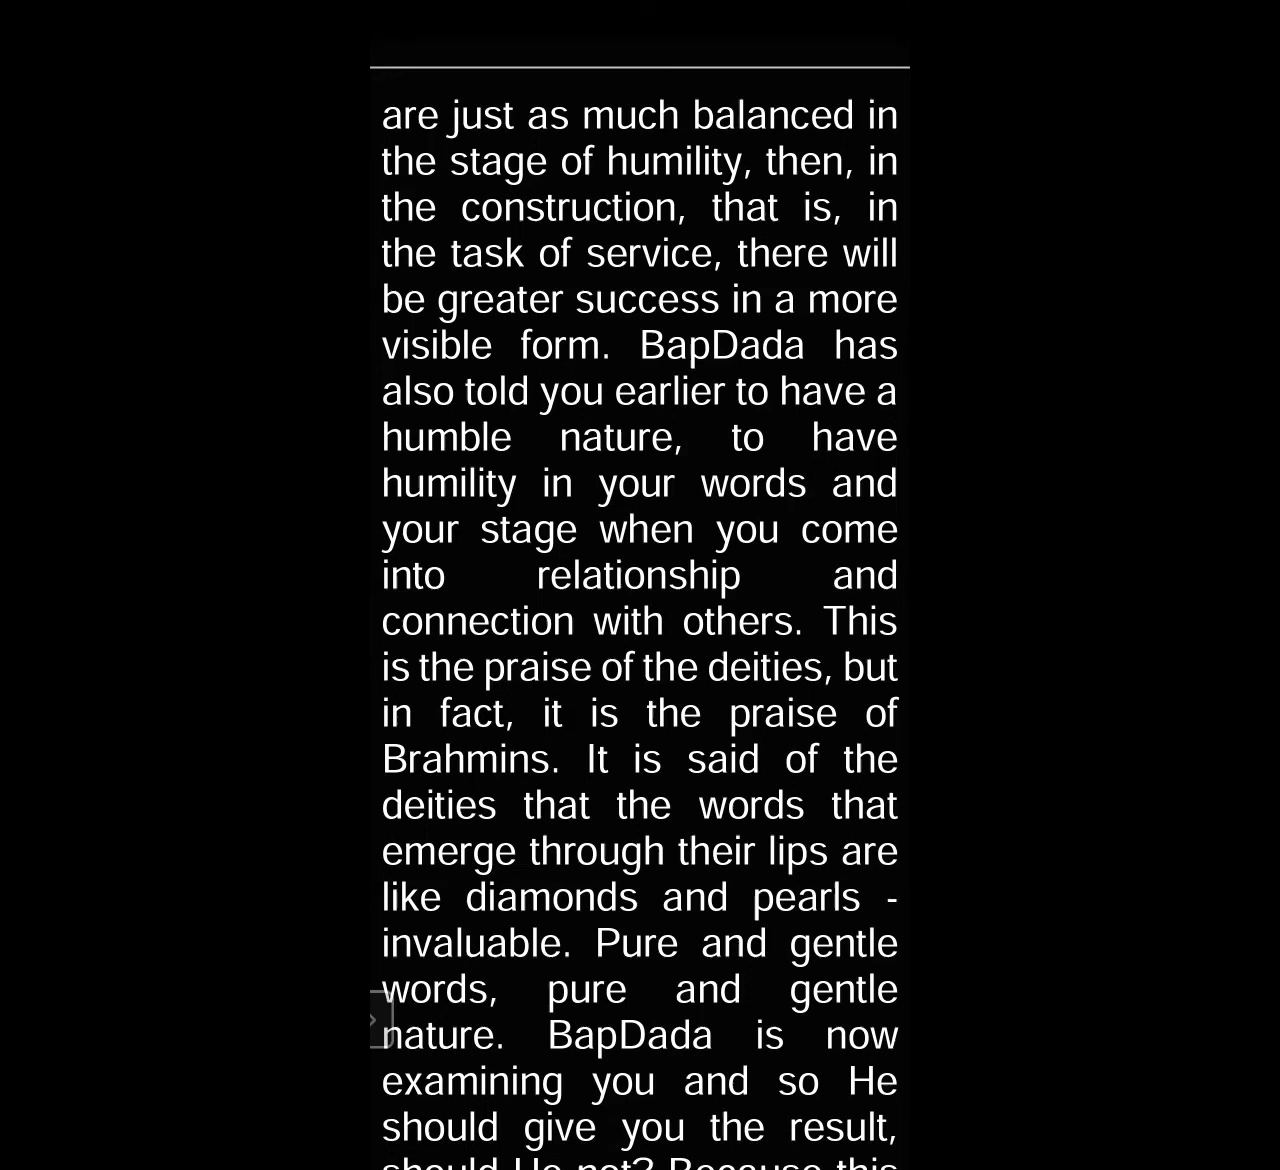 are just as much balanced in
the stage of humility, then, in
the construction, that is, in
the task of service, there will
be greater success in a more
visible form. BapDada has
also told you earlier to have a
humble nature, to have
humility in your words and
your stage when you come
into relationship and
connection with others. This
is the praise of the deities, but
in fact, it is the praise of
Brahmins. It is said of the
deities that the words that
emerge through their lips are
like diamonds and pearls -
invaluable. Pure and gentle
words, pure and gentle
nature. BapDada is now
examining you and so He
should give you the result,
should He not? Because this